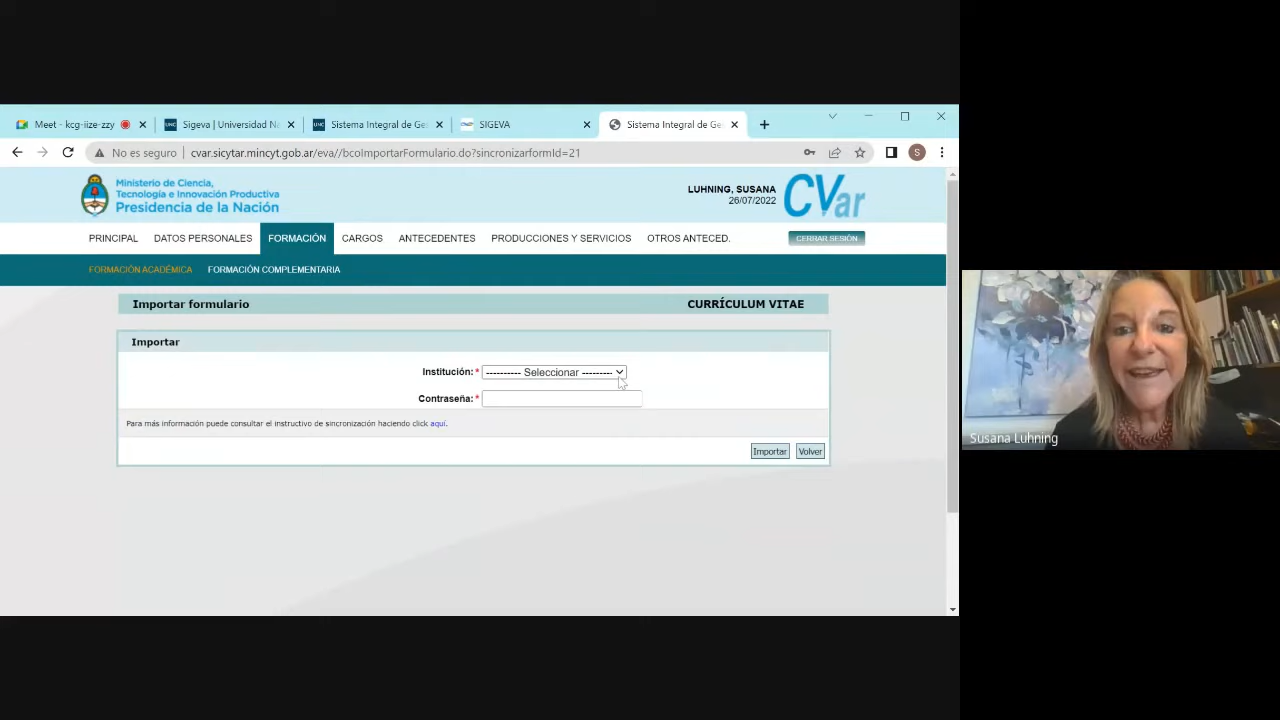 Meet - kcg-iize-zzy
Sigeva | Universidad Na
Sistema Integral de Ges
SIGEVA
Sistema Integral de Ges
No es seguro | cvar.sicytar.mincyt.gob.ar/eva//bcoImportarFormulario.do?sincronizarformId=21
S
Ministerio de Ciencia,
Tecnología e Innovación Productiva
Presidencia de la Nación
LUHNING, SUSANA
26/07/2022
CVar
PRINCIPAL DATOS PERSONALES FORMACIÓN CARGOS ANTECEDENTES PRODUCCIONES Y SERVICIOS OTROS ANTECED. CERRAR SESIÓN
FORMACIÓN ACADÉMICA FORMACIÓN COMPLEMENTARIA
Importar formulario CURRÍCULUM VITAE
Importar
Institución: * ---------- Seleccionar ---------
Contraseña: *
Para más información puede consultar el instructivo de sincronización haciendo click aquí.
Importar Volver
Susana Luhning